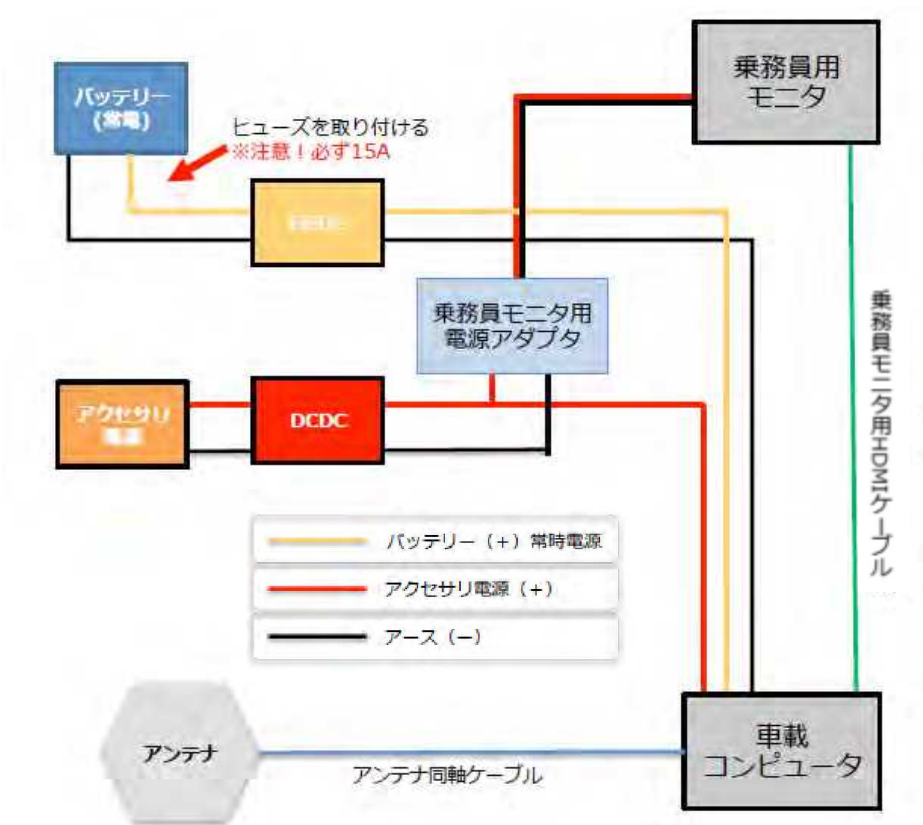 乗務員用
モニタ
バッテリー
(常電)
ヒューズを取り付ける
※注意！必ず15A
乗務員モニタ用
電源アダプタ
アクセサリ
DCDC
乗務員モニタ用HDMIケーブル
バッテリー（+）常時電源
アクセサリ電源（+）
アース（－）
アンテナ
アンテナ同軸ケーブル
車載
コンピュータ